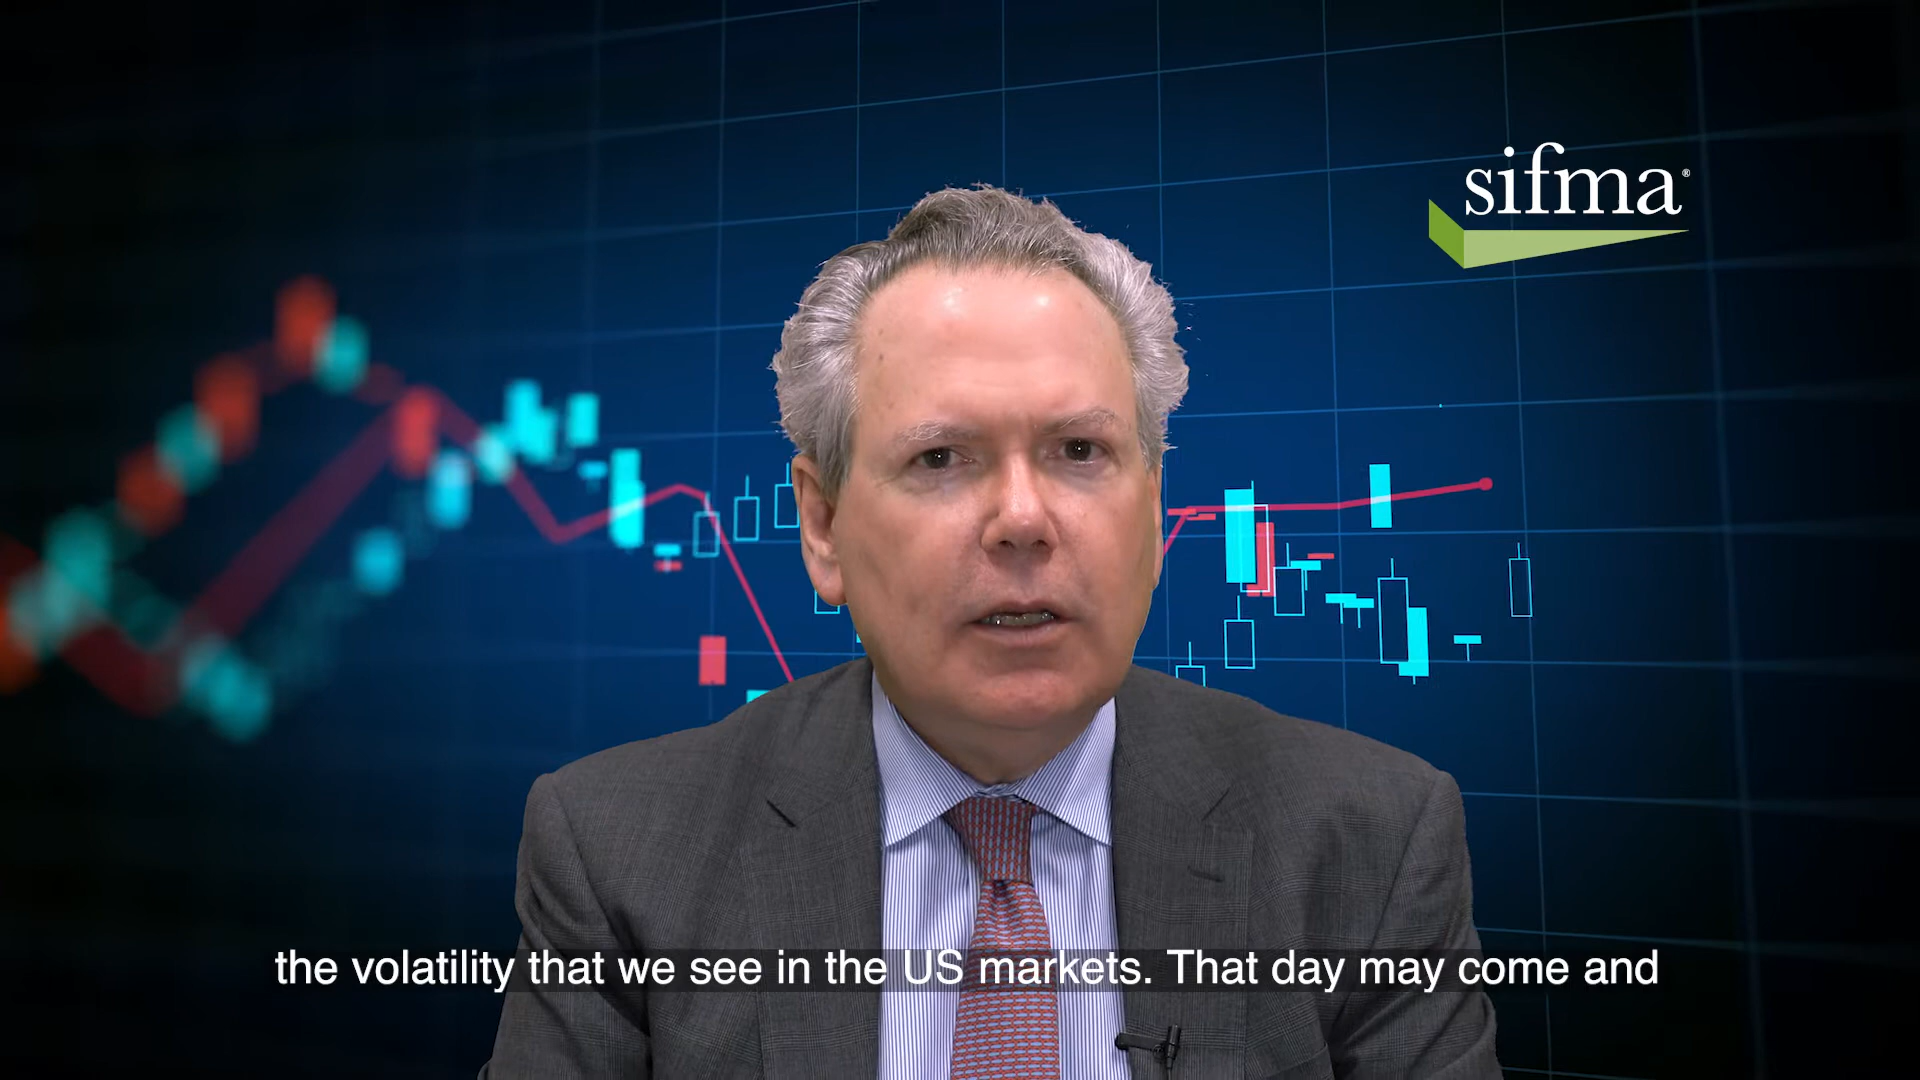 sifma®
the volatility that we see in the US markets. That day may come and